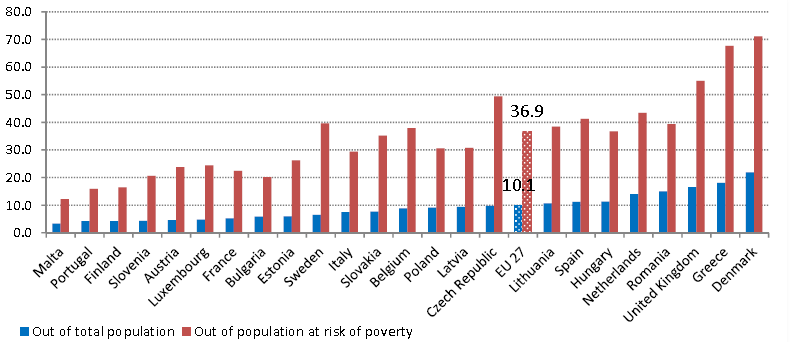 80.0
70.0
60.0
50.0
40.0
30.0
20.0
10.0
0.0
36.9
10.1
Malta
Portugal
Finland
Slovenia
Austria
Luxembourg
France
Bulgaria
Estonia
Sweden
Italy
Slovakia
Belgium
Poland
Latvia
Czech Republic
EU 27
Lithuania
Spain
Hungary
Netherlands
Romania
United Kingdom
Greece
Denmark
Out of total population
Out of population at risk of poverty